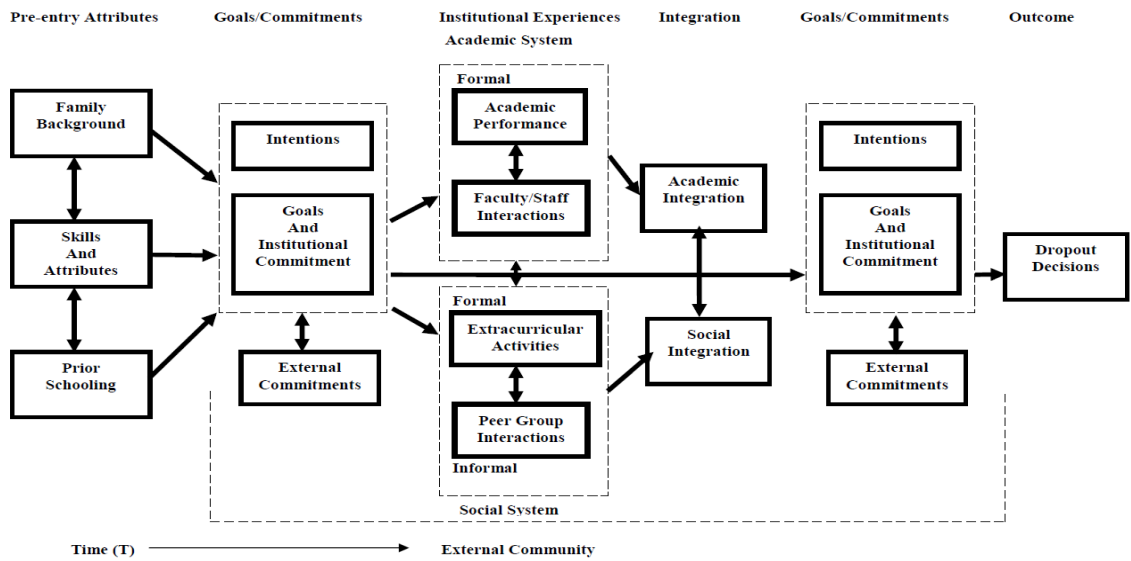 Pre-entry Attributes
Goals/Commitments
Institutional Experiences
Integration
Goals/Commitments
Outcome
Academic System
Formal
Family
Background
Skills
And
Attributes
Prior
Schooling
Intentions
Goals
And
Institutional
Commitment
External
Commitments
Academic
Performance
Faculty/Staff
Interactions
Formal
Extracurricular
Activities
Peer Group
Interactions
Informal
Social System
Academic
Integration
Social
Integration
Intentions
Goals
And
Institutional
Commitment
External
Commitments
Dropout
Decisions
Time (T)
External Community